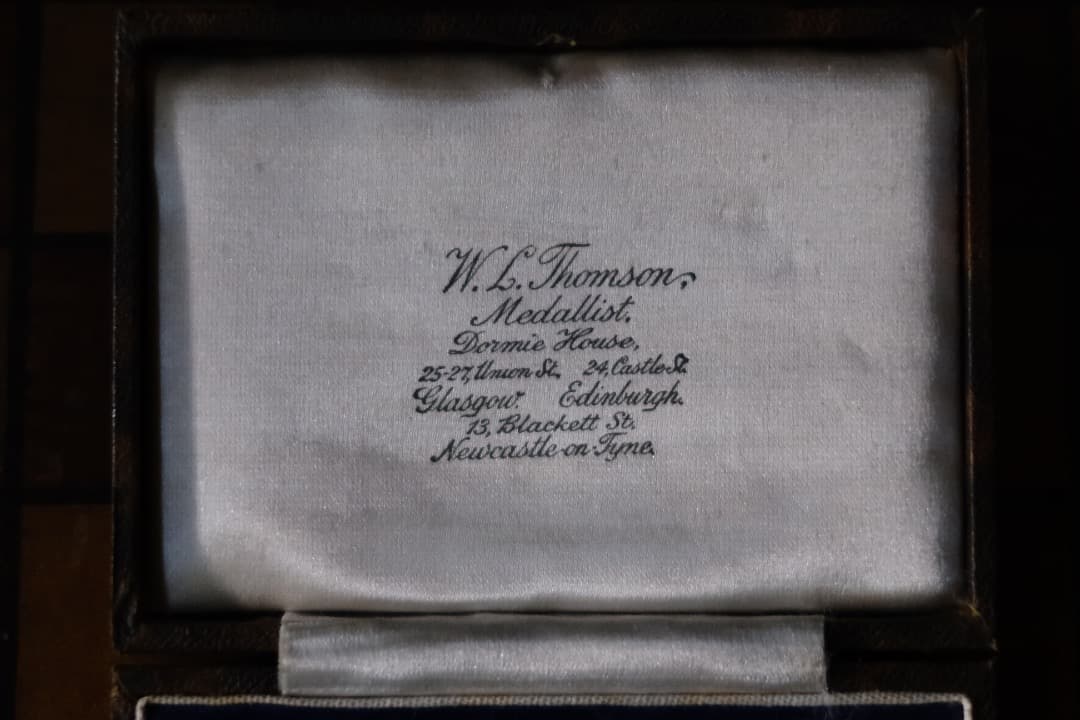 W. L. Thomson,
Medallist.
Dormie House,
25-27, Union St. 24, Castle St.
Glasgow. Edinburgh.
13, Blackett St.
Newcastle-on-Tyne.